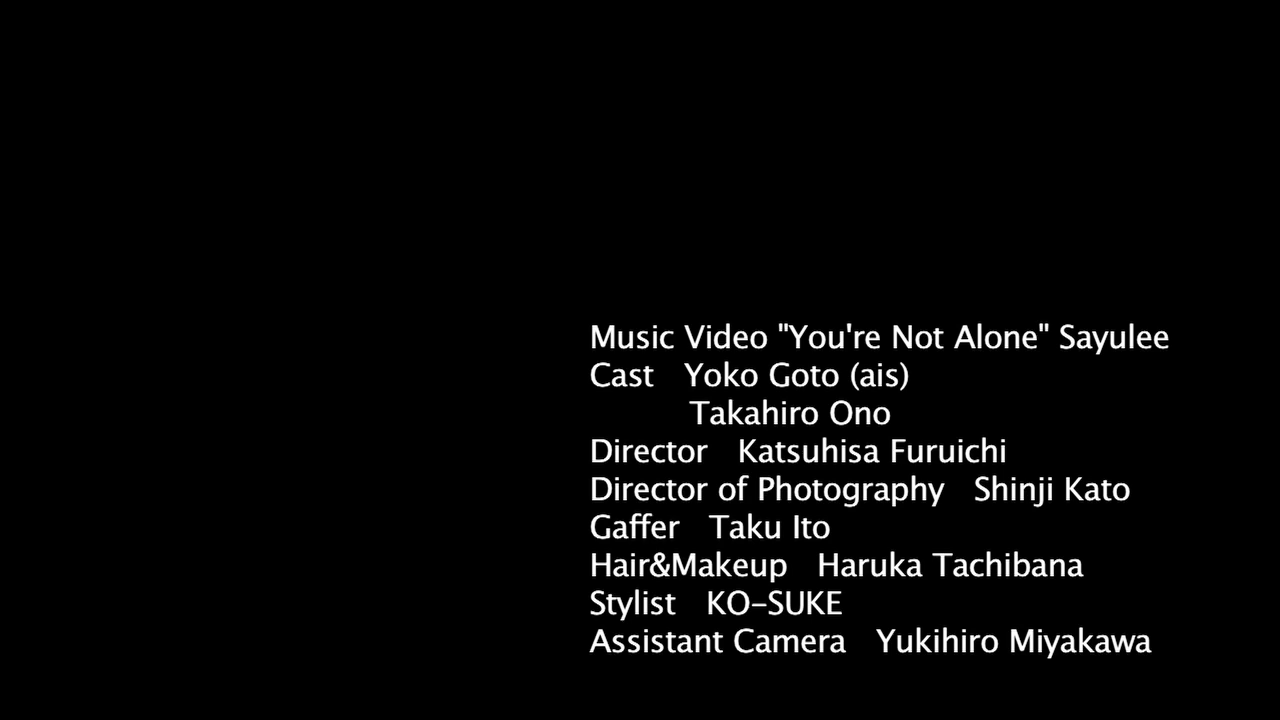 Music Video "You're Not Alone" Sayulee
Cast Yoko Goto (ais)
Takahiro Ono
Director Katsuhisa Furuichi
Director of Photography Shinji Kato
Gaffer Taku Ito
Hair&Makeup Haruka Tachibana
Stylist KO-SUKE
Assistant Camera Yukihiro Miyakawa